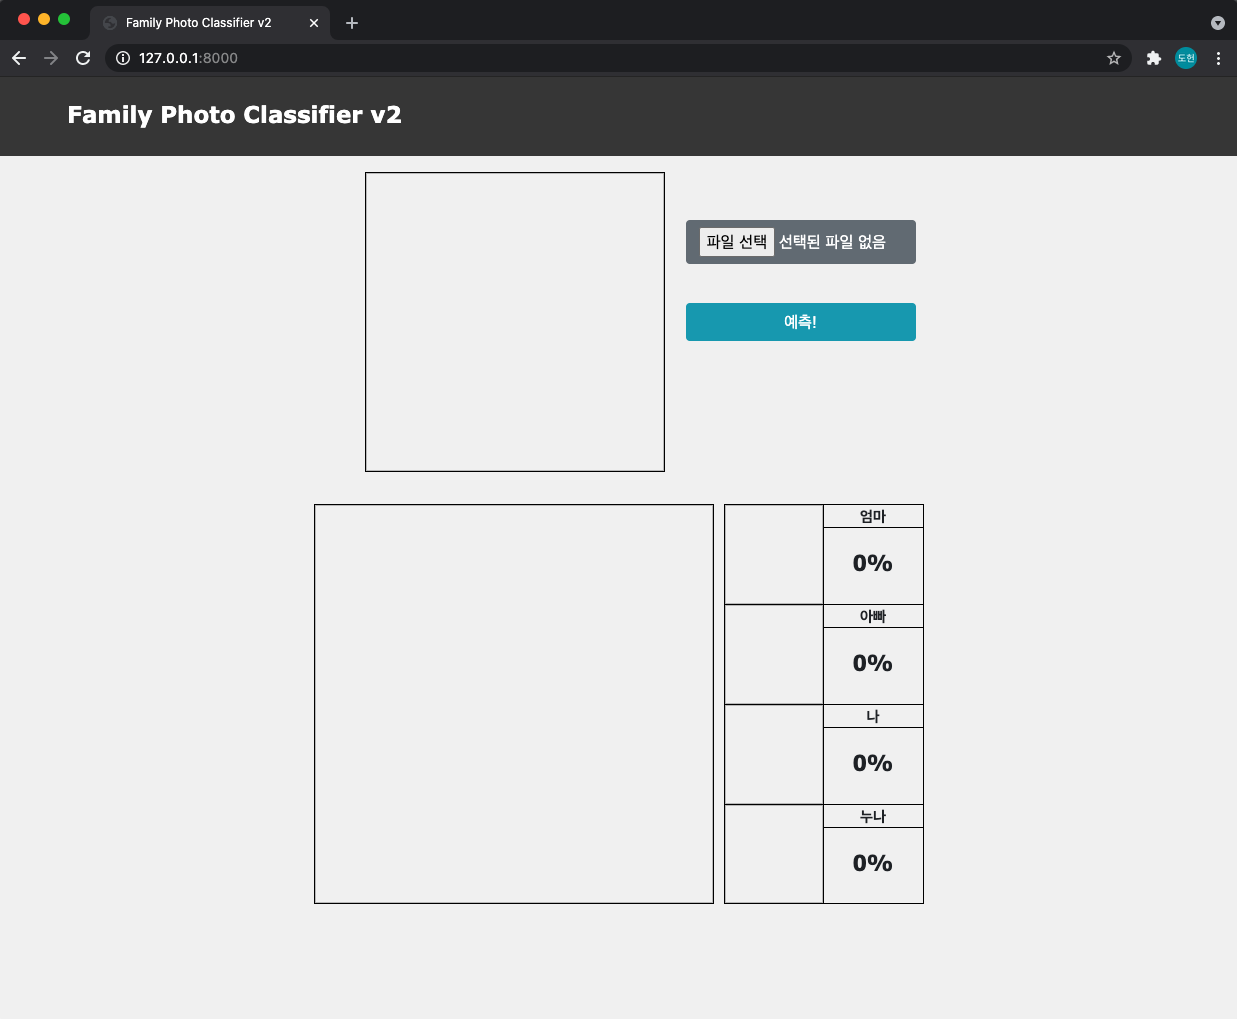 Family Photo Classifier v2
127.0.0.1:8000
도헌
Family Photo Classifier v2
파일 선택 선택된 파일 없음
예측!
엄마
0%
아빠
0%
나
0%
누나
0%